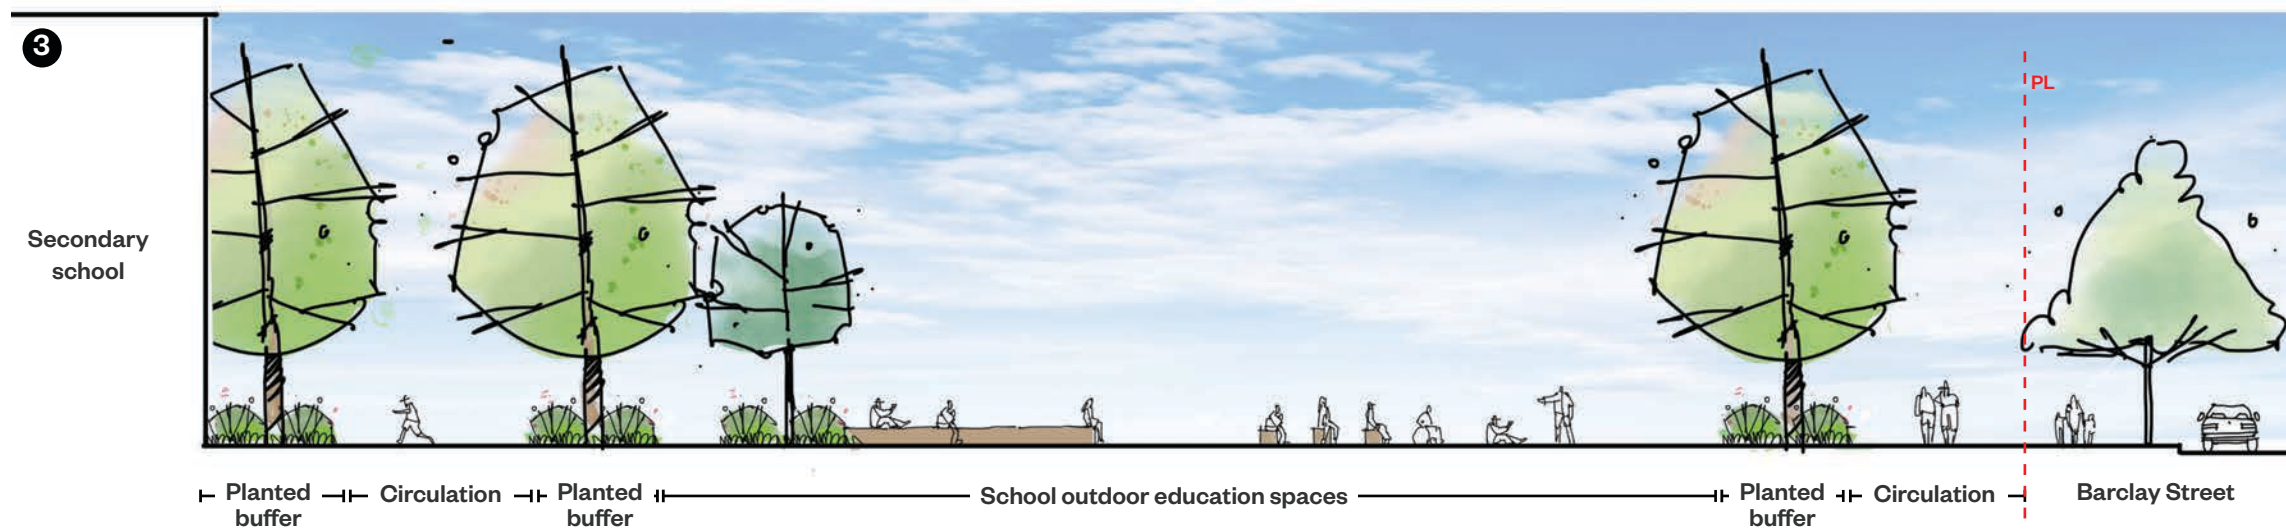 3
PL
Secondary
school
Planted
buffer
Circulation
Planted
buffer
School outdoor education spaces
Planted
buffer
Circulation
Barclay Street